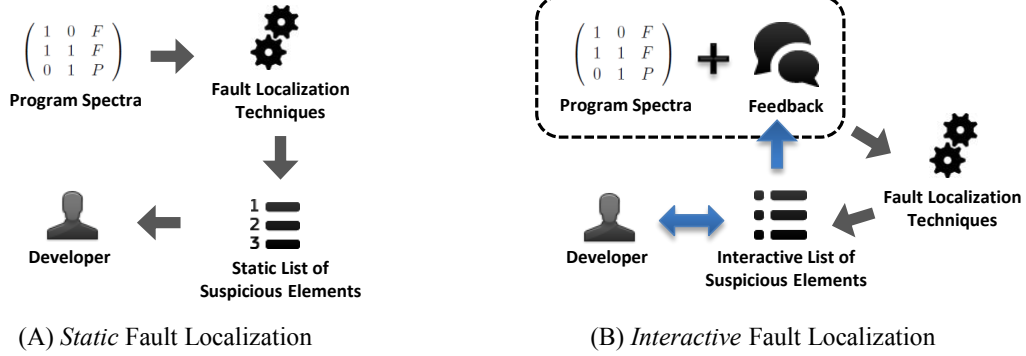 1 0 F
1 1 F
0 1 P
Program Spectra
Fault Localization
Techniques
1
2
3
Static List of
Suspicious Elements
Developer
(A) Static Fault Localization
1 0 F
1 1 F
0 1 P
+
Program Spectra
Feedback
Fault Localization
Techniques
Interactive List of
Suspicious Elements
Developer
(B) Interactive Fault Localization